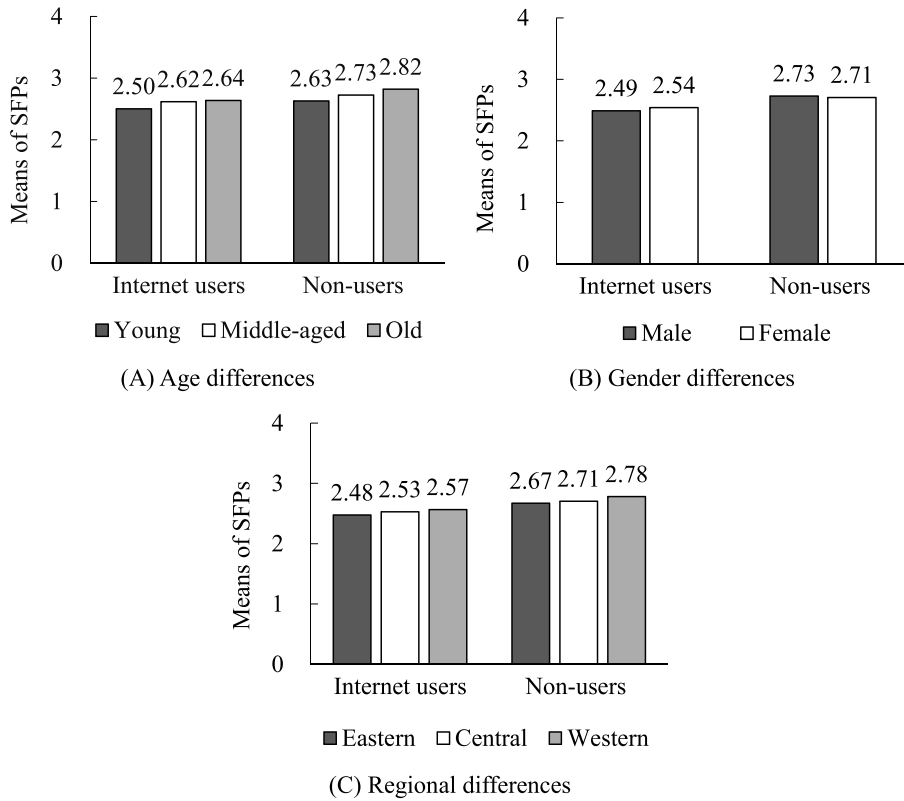 Means of SFPs
4
3
2
1
0
2.50 2.62 2.64 2.63 2.73 2.82
Internet users Non-users
Young Middle-aged Old
(A) Age differences
Means of SFPs
4
3
2
1
0
2.49 2.54 2.73 2.71
Internet users Non-users
Male Female
(B) Gender differences
Means of SFPs
4
3
2
1
0
2.48 2.53 2.57 2.67 2.71 2.78
Internet users Non-users
Eastern Central Western
(C) Regional differences